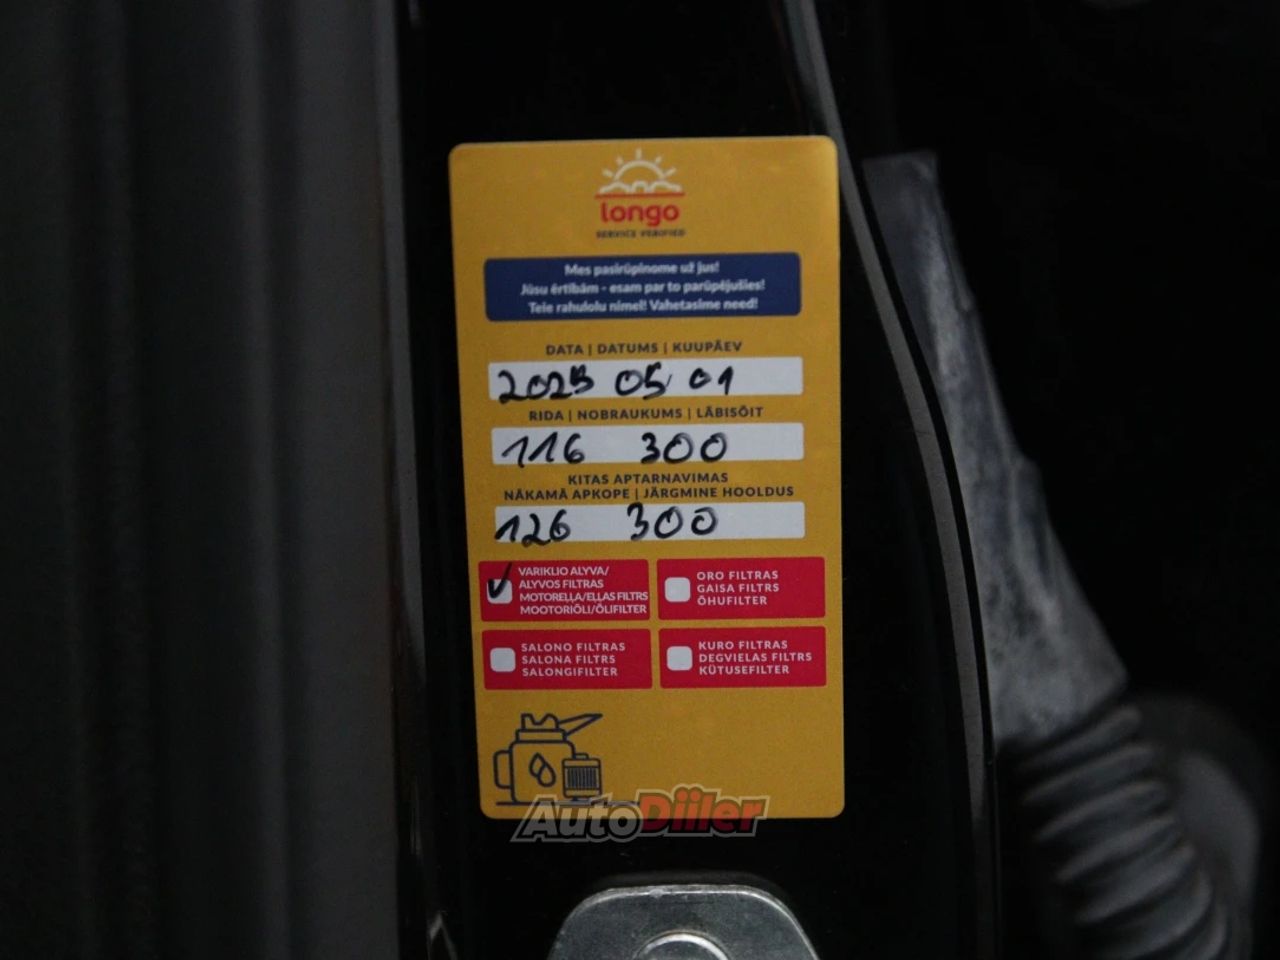 longo
SERVICE VERIFIED
Mes pasirūpinome už jus!
Jūsu ērtībām - esam par to parūpējušies!
Teie rahulolu nimel! Vahetasime need!
DATA | DATUMS | KUUPÄEV
2025 05 01
RIDA | NOBRAUKUMS | LÄBISÕIT
116 300
KITAS APTARNAVIMAS
NĀKAMĀ APKOPE | JÄRGMINE HOOLDUS
126 300
VARIKLIO ALYVA/
ALYVOS FILTRAS
MOTOREĻĻA/EĻĻAS FILTRS
MOOTORIÕLI/ÕLIFILTER
ORO FILTRAS
GAISA FILTRS
ÕHUFILTER
SALONO FILTRAS
SALONA FILTRS
SALONGIFILTER
KURO FILTRAS
DEGVIELAS FILTRS
KÜTUSEFILTER
AutoDiiler